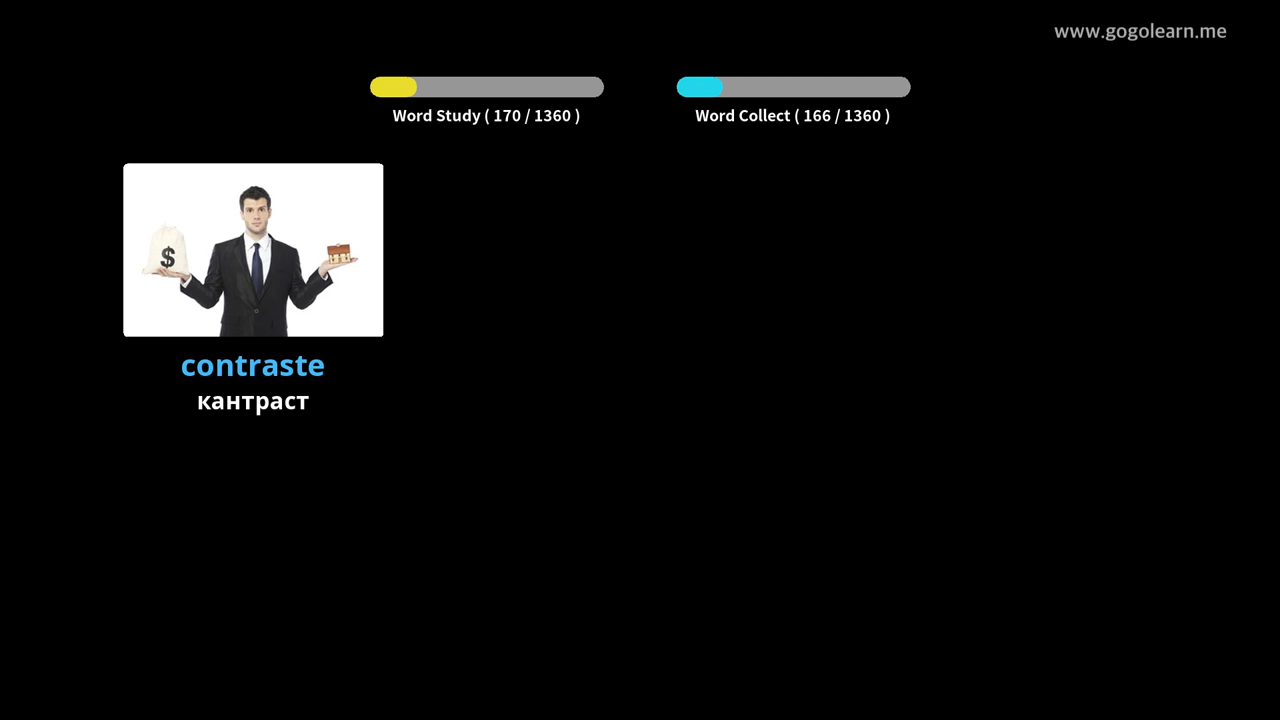 www.gogolearn.me
Word Study ( 170 / 1360 )
Word Collect ( 166 / 1360 )
$
contraste
кантраст